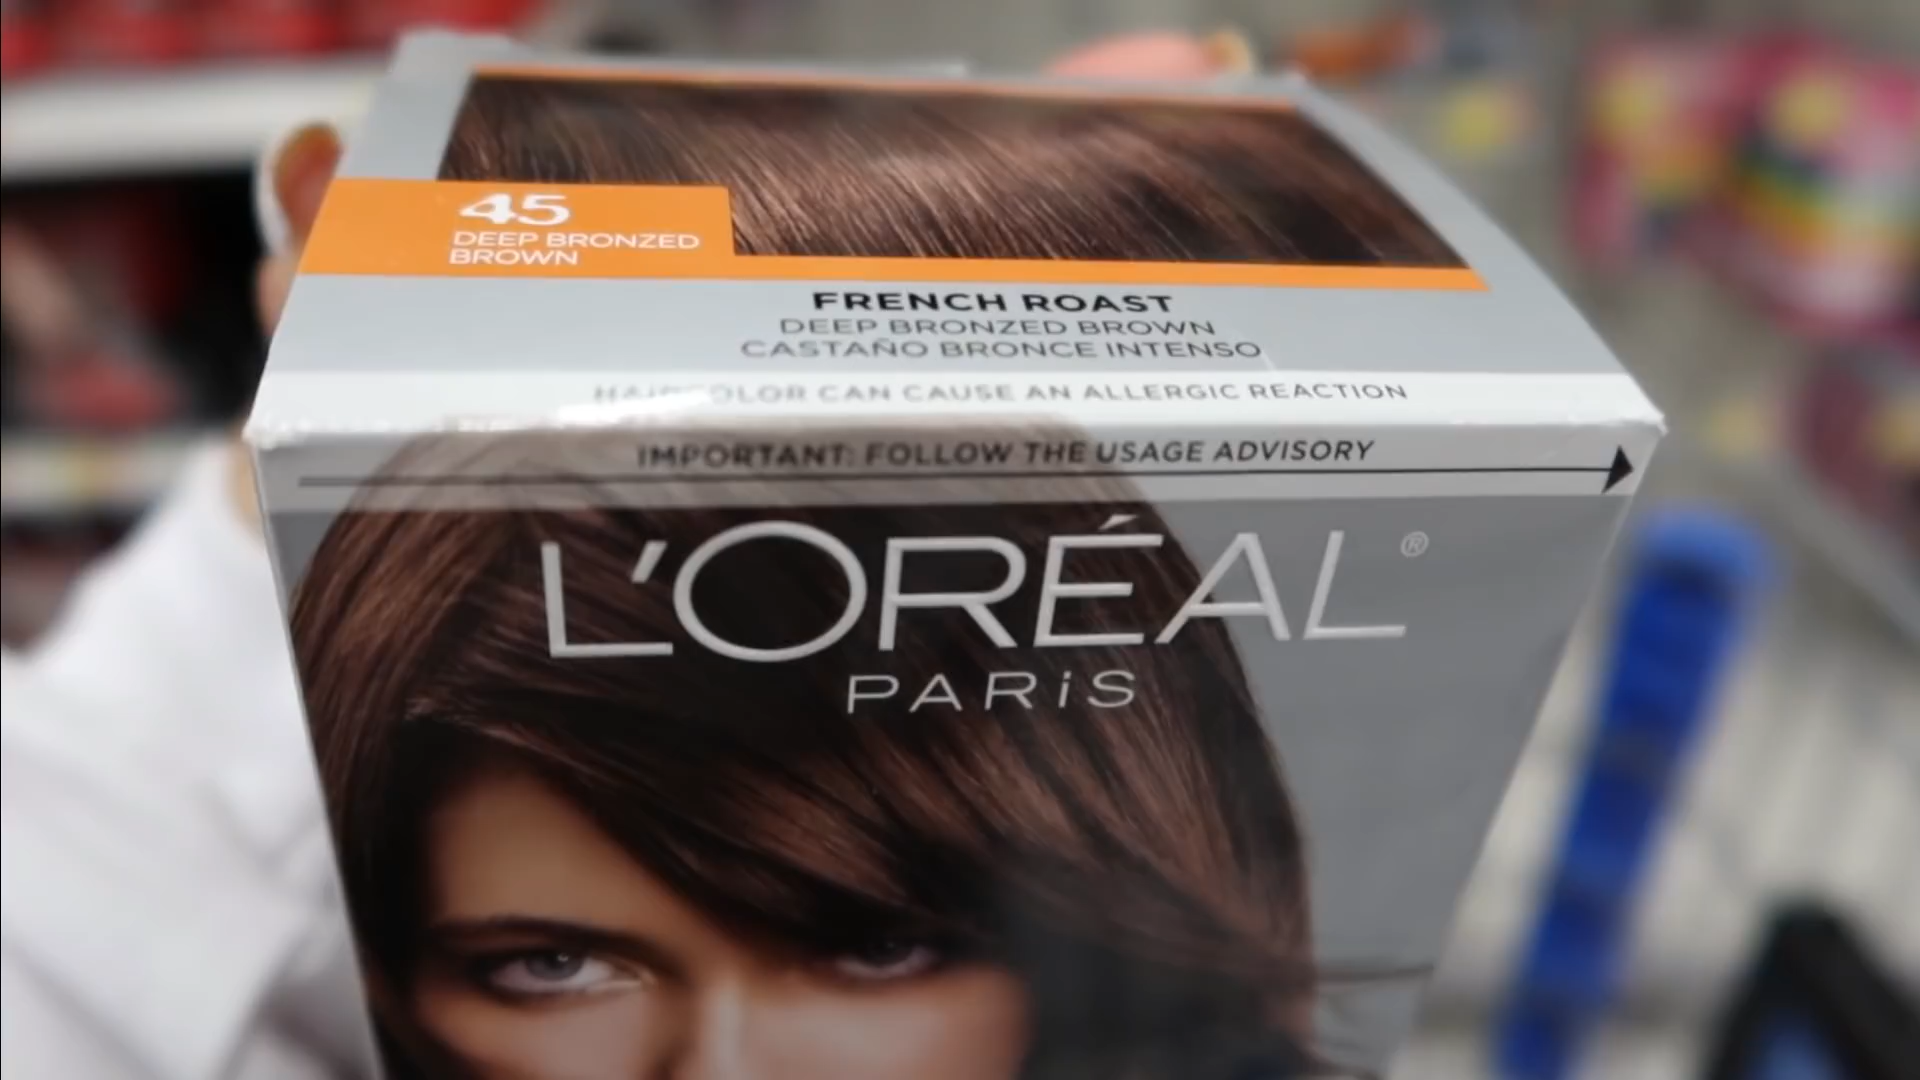 45
DEEP BRONZED
BROWN
FRENCH ROAST
DEEP BRONZED BROWN
CASTAÑO BRONCE INTENSO
HAIRCOLOR CAN CAUSE AN ALLERGIC REACTION
IMPORTANT: FOLLOW THE USAGE ADVISORY
L'ORÉAL®
PARiS